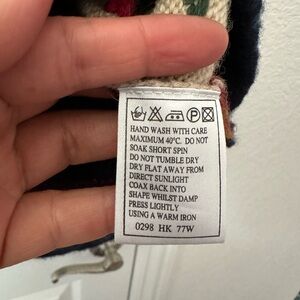 HAND WASH WITH CARE
MAXIMUM 40°C. DO NOT
SOAK SHORT SPIN
DO NOT TUMBLE DRY
DRY FLAT AWAY FROM
DIRECT SUNLIGHT
COAX BACK INTO
SHAPE WHILST DAMP
PRESS LIGHTLY
USING A WARM IRON
0298 HK 77W